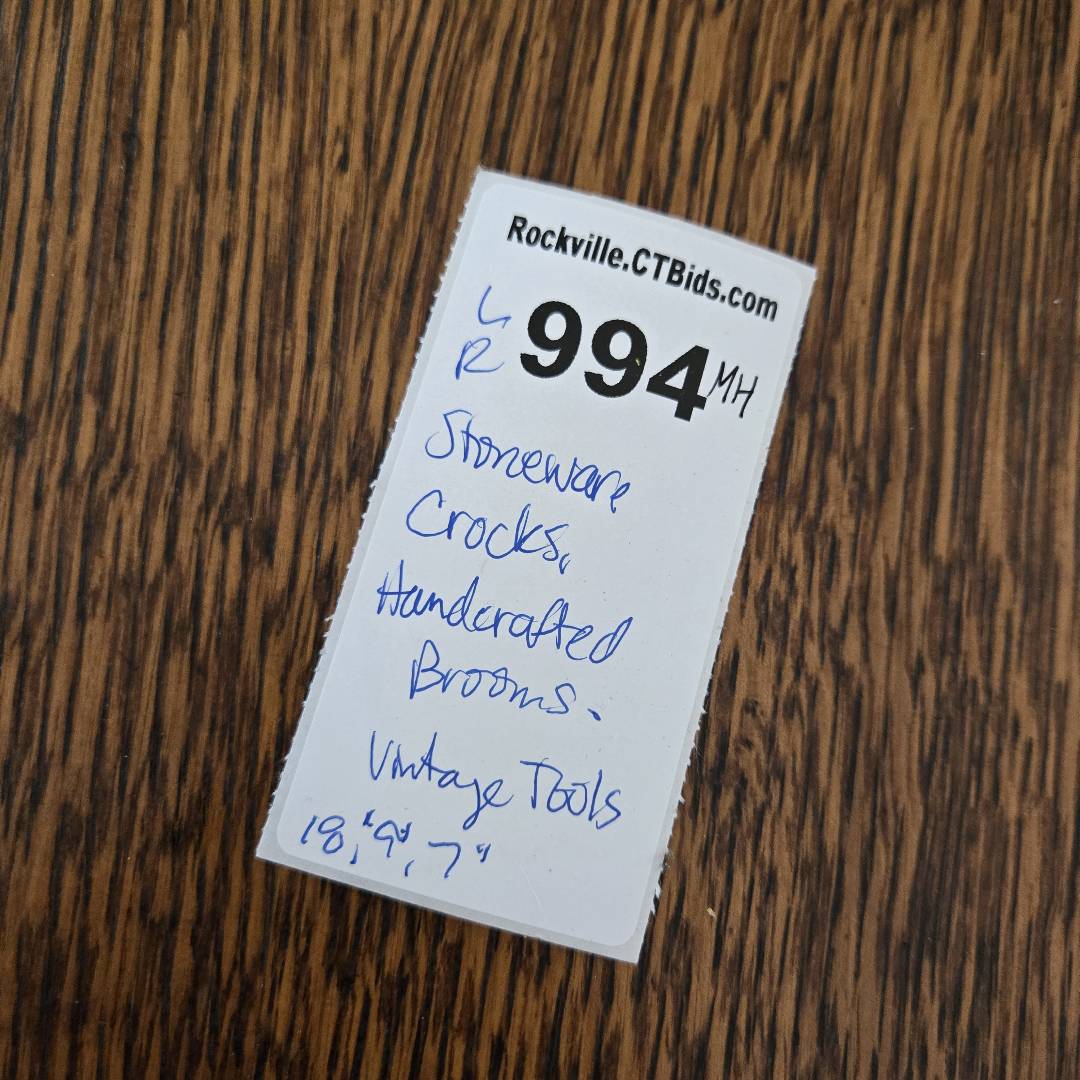 Rockville.CTBids.com
L
R
994 MH
Stoneware
Crocks,
Handcrafted
Brooms.
Vintage Tools
18," 9", 7"